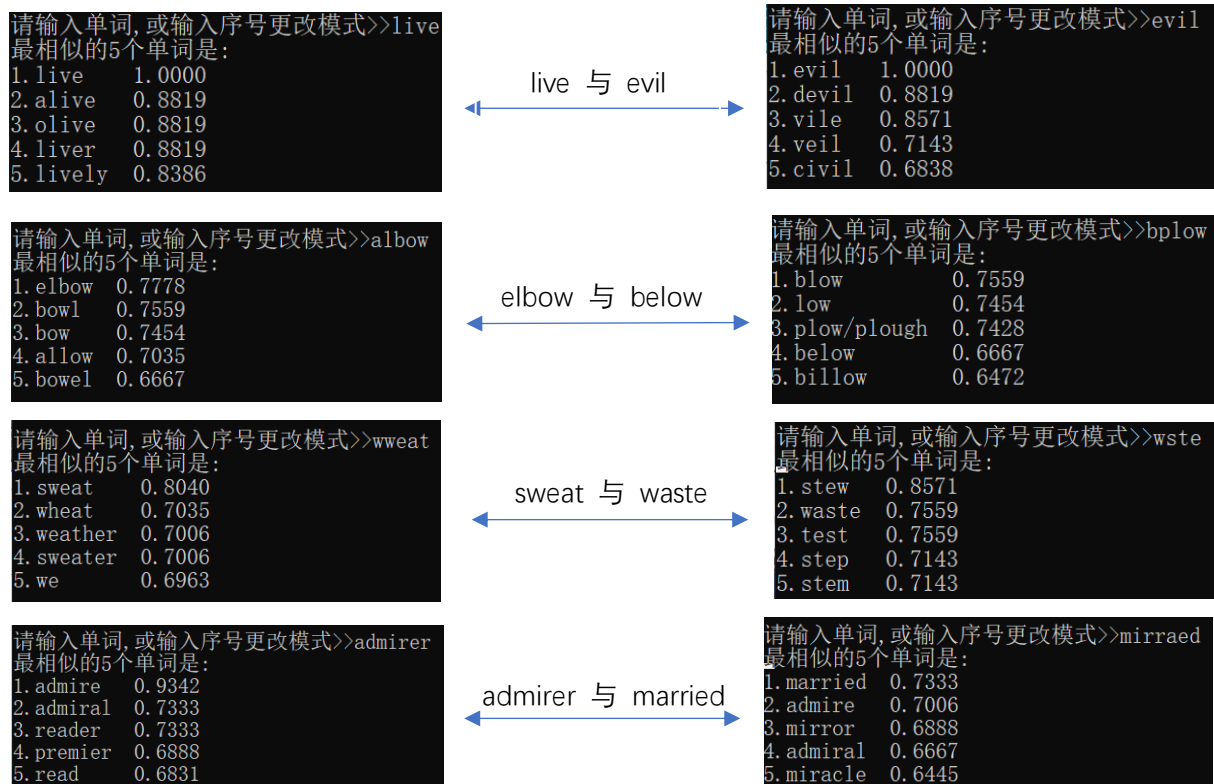 请输入单词,或输入序号更改模式>>live
最相似的5个单词是:
1.live 1.0000
2.alive 0.8819
3.olive 0.8819
4.liver 0.8819
5.lively 0.8386
live 与 evil
请输入单词,或输入序号更改模式>>evil
最相似的5个单词是:
1.evil 1.0000
2.devil 0.8819
3.vile 0.8571
4.veil 0.7143
5.civil 0.6838
请输入单词,或输入序号更改模式>>albow
最相似的5个单词是:
1.elbow 0.7778
2.bowl 0.7559
3.bow 0.7454
4.allow 0.7035
5.bowel 0.6667
elbow 与 below
请输入单词,或输入序号更改模式>>bplow
最相似的5个单词是:
1.blow 0.7559
2.low 0.7454
3.plow/plough 0.7428
4.below 0.6667
5.billow 0.6472
请输入单词,或输入序号更改模式>>wweat
最相似的5个单词是:
1.sweat 0.8040
2.wheat 0.7035
3.weather 0.7006
4.sweater 0.7006
5.we 0.6963
sweat 与 waste
请输入单词,或输入序号更改模式>>wste
最相似的5个单词是:
1.stew 0.8571
2.waste 0.7559
3.test 0.7559
4.step 0.7143
5.stem 0.7143
请输入单词,或输入序号更改模式>>admirer
最相似的5个单词是:
1.admire 0.9342
2.admiral 0.7333
3.reader 0.7333
4.premier 0.6888
5.read 0.6831
admirer 与 married
请输入单词,或输入序号更改模式>>mirraed
最相似的5个单词是:
1.married 0.7333
2.admire 0.7006
3.mirror 0.6888
4.admiral 0.6667
5.miracle 0.6445